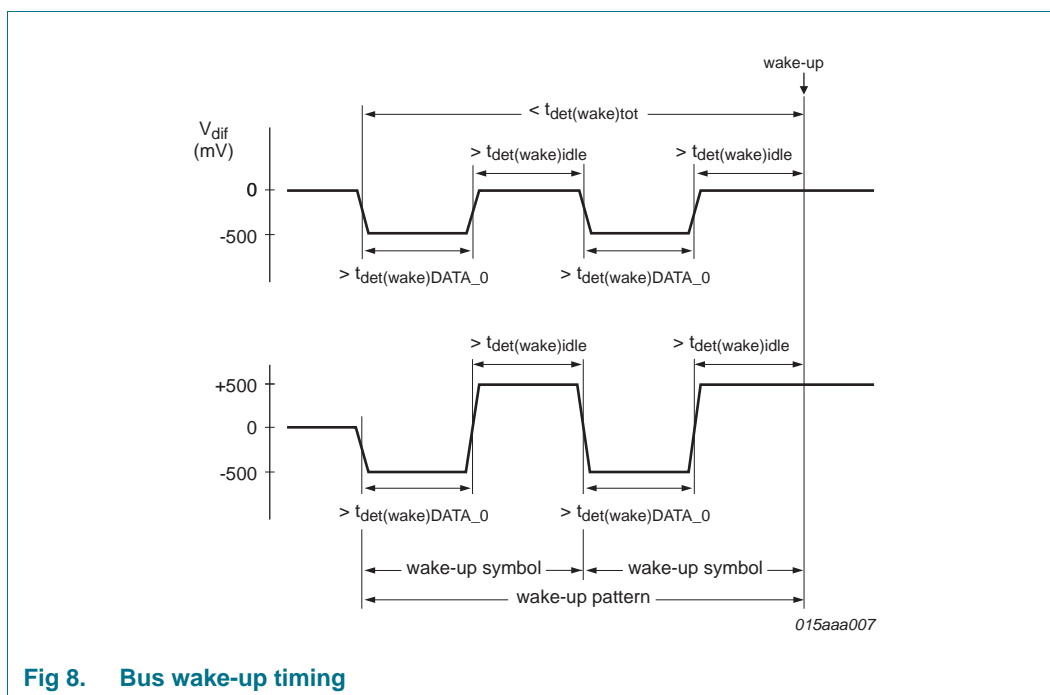 wake-up
< tdet(wake)tot
Vdif
(mV)
> tdet(wake)idle
> tdet(wake)idle
0
-500
> tdet(wake)DATA_0
> tdet(wake)DATA_0
> tdet(wake)idle
> tdet(wake)idle
+500
0
-500
> tdet(wake)DATA_0
> tdet(wake)DATA_0
wake-up symbol
wake-up symbol
wake-up pattern
015aaa007
Fig 8. Bus wake-up timing